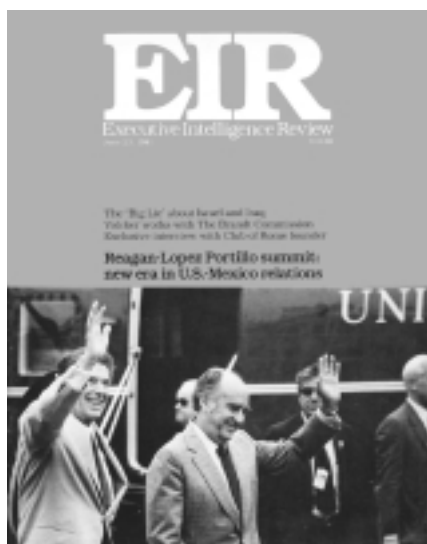 EIR
Executive Intelligence Review
The 'Big Lie' about Israel and Iraq
Volcker works with The Brandt Commission
Exclusive interview with Club of Rome founder
Reagan-Lopez Portillo summit:
new era in U.S.-Mexico relations
UNI